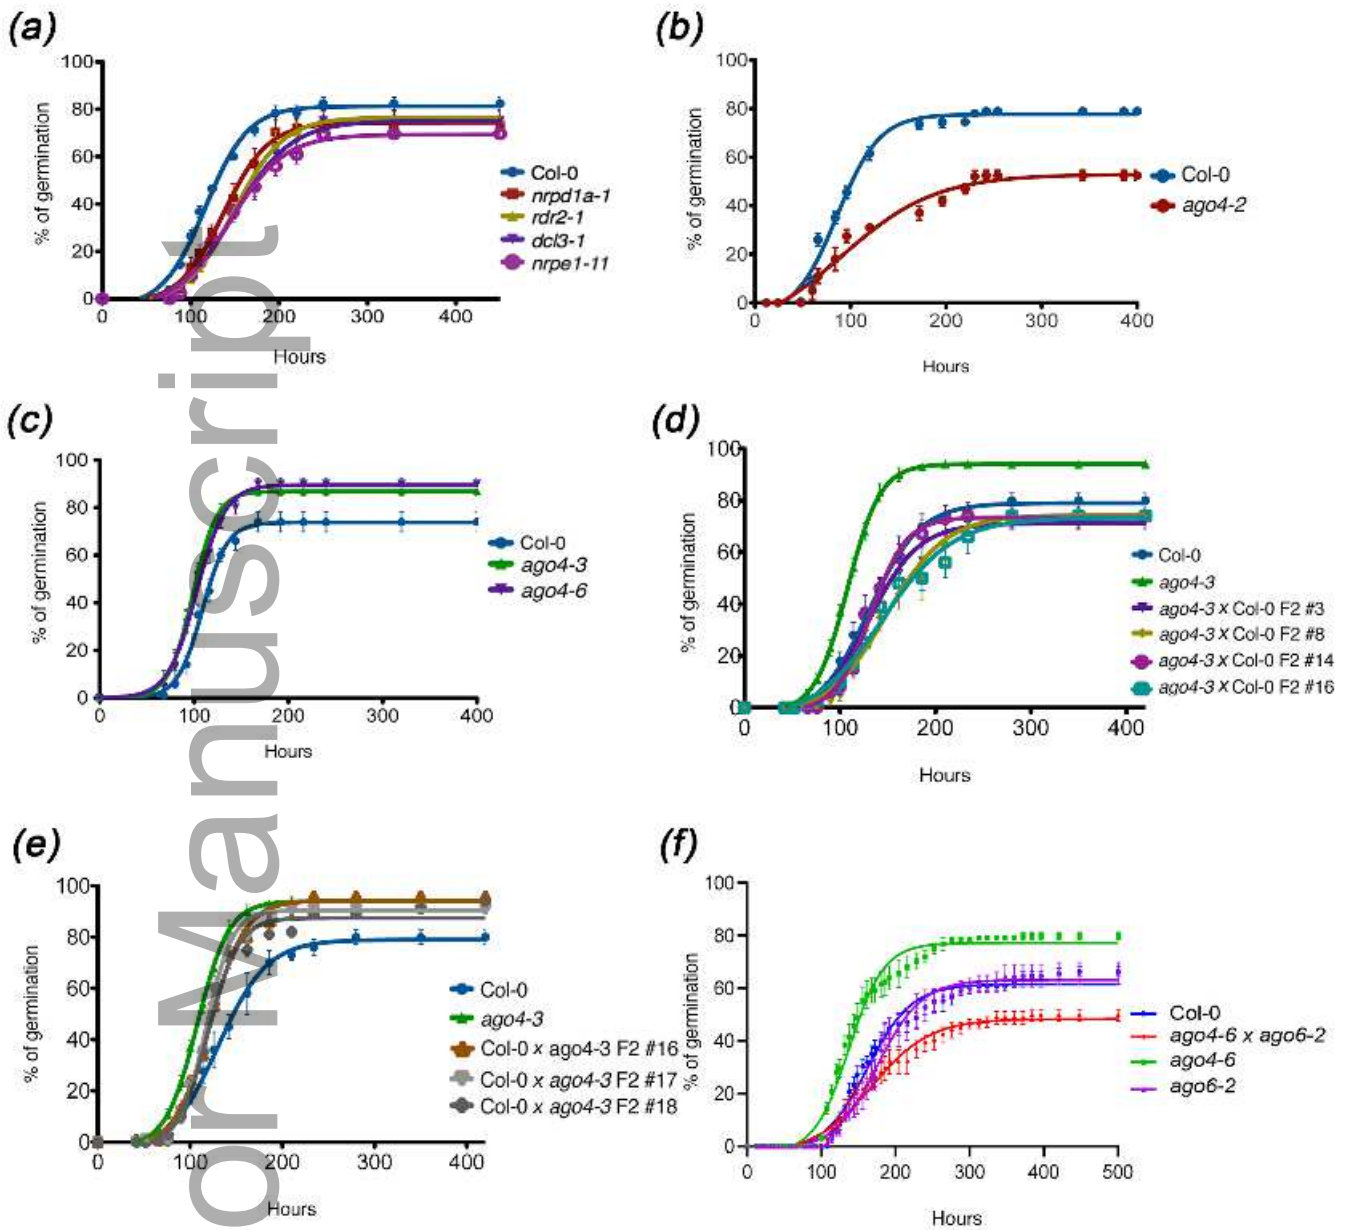 (a)
100
80
60
40
20
0
% of germination
0 100 200 300 400
Hours
Col-0
nrpd1a-1
rdr2-1
dcl3-1
nrpe1-11
(b)
100
80
60
40
20
0
% of germination
0 100 200 300 400
Hours
Col-0
ago4-2
(c)
100
80
60
40
20
0
% of germination
0 100 200 300 400
Hours
Col-0
ago4-3
ago4-6
(d)
100
80
60
40
20
0
% of germination
0 100 200 300 400
Hours
Col-0
ago4-3
ago4-3 x Col-0 F2 #3
ago4-3 x Col-0 F2 #8
ago4-3 x Col-0 F2 #14
ago4-3 x Col-0 F2 #16
(e)
100
80
60
40
20
0
% of germination
0 100 200 300 400
Hours
Col-0
ago4-3
Col-0 x ago4-3 F2 #16
Col-0 x ago4-3 F2 #17
Col-0 x ago4-3 F2 #18
(f)
100
80
60
40
20
0
% of germination
0 100 200 300 400 500
Hours
Col-0
ago4-6 x ago6-2
ago4-6
ago6-2
or Manuscript